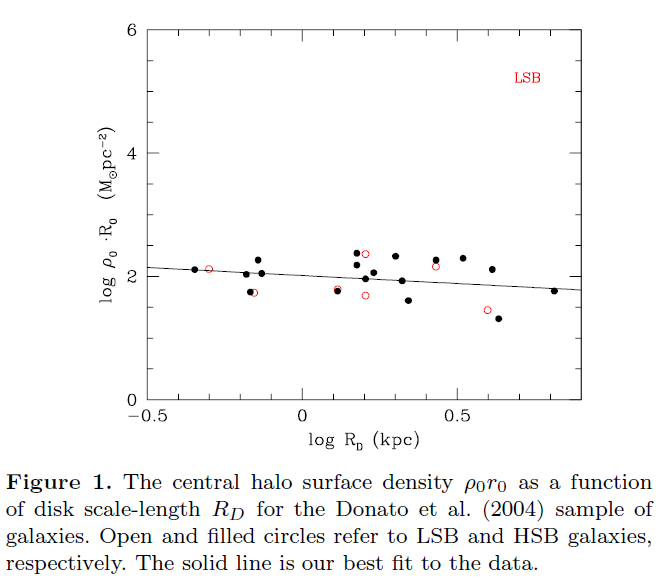 6
LSB
4
log ρ₀ ·R₀ (M⊙pc⁻²)
2
0
−0.5 0 0.5
log R_D (kpc)
Figure 1. The central halo surface density ρ₀r₀ as a function
of disk scale-length R_D for the Donato et al. (2004) sample of
galaxies. Open and filled circles refer to LSB and HSB galaxies,
respectively. The solid line is our best fit to the data.